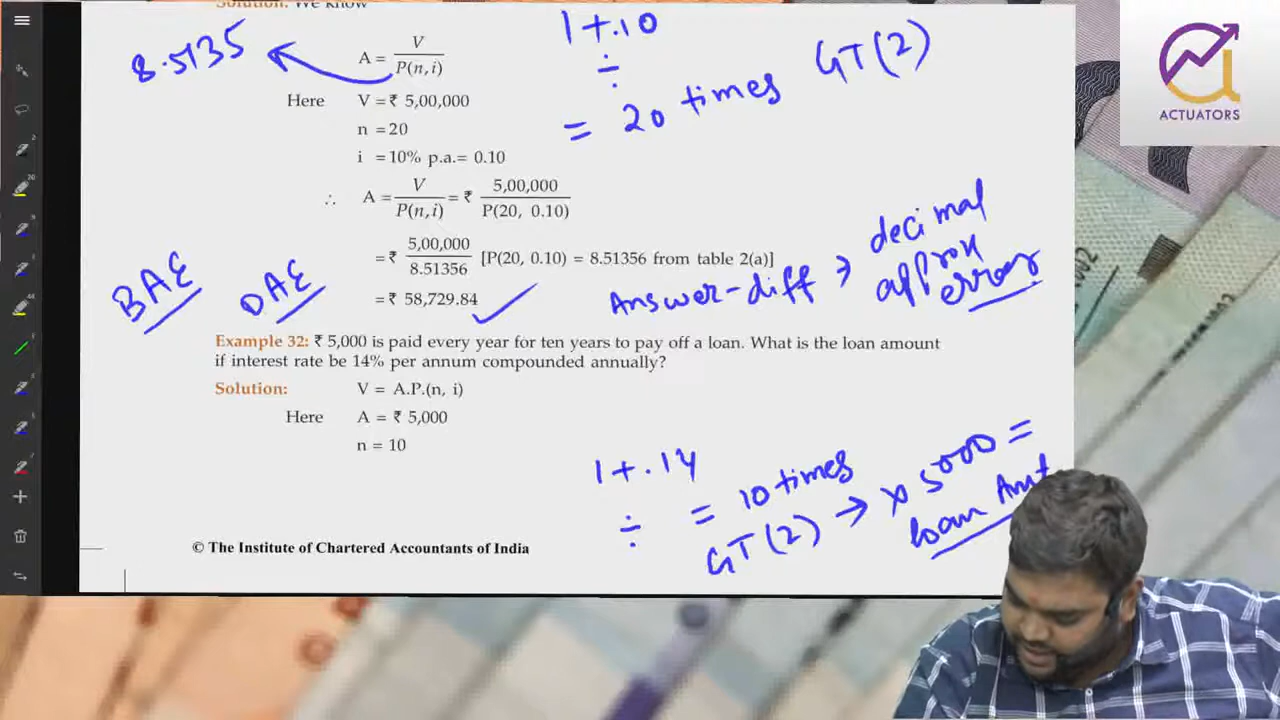 Solution: We know
A = V / P(n, i)
Here V = ₹ 5,00,000
n = 20
i = 10% p.a.= 0.10
∴ A = V / P(n,i) = ₹ 5,00,000 / P(20, 0.10)
= ₹ 5,00,000 / 8.51356 [P(20, 0.10) = 8.51356 from table 2(a)]
= ₹ 58,729.84
8.5135
1+.10
÷
= 20 times GT(2)
BAE DAE
Answer-diff → decimal
approx
error
Example 32: ₹ 5,000 is paid every year for ten years to pay off a loan. What is the loan amount
if interest rate be 14% per annum compounded annually?
Solution: V = A.P.(n, i)
Here A = ₹ 5,000
n = 10
1+.14
÷ = 10 times
GT(2) → × 5000 =
loan Amt
© The Institute of Chartered Accountants of India
ACTUATORS